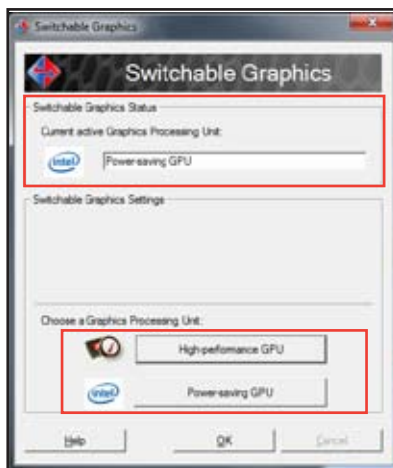 Switchable Graphics
Switchable Graphics
Switchable Graphics Status
Current active Graphics Processing Unit:
intel
Power-saving GPU
Switchable Graphics Settings
Choose a Graphics Processing Unit:
High-performance GPU
intel
Power-saving GPU
Help
OK
Cancel